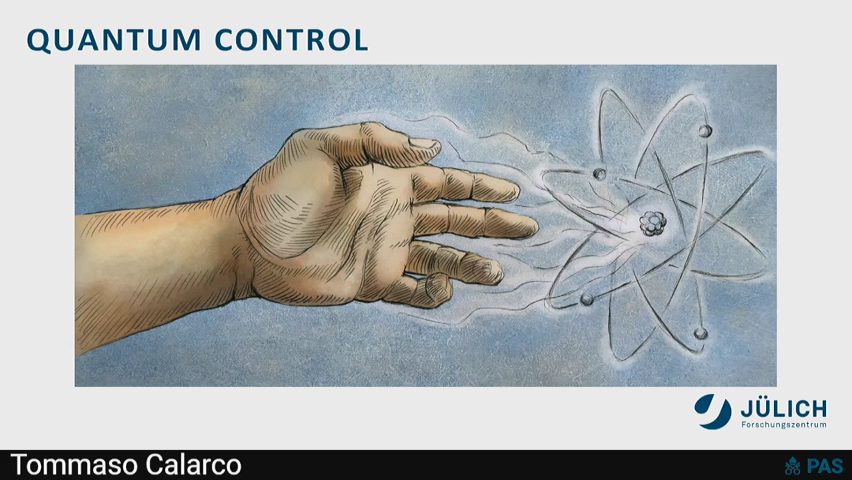 QUANTUM CONTROL
JÜLICH
Forschungszentrum
Tommaso Calarco
PAS